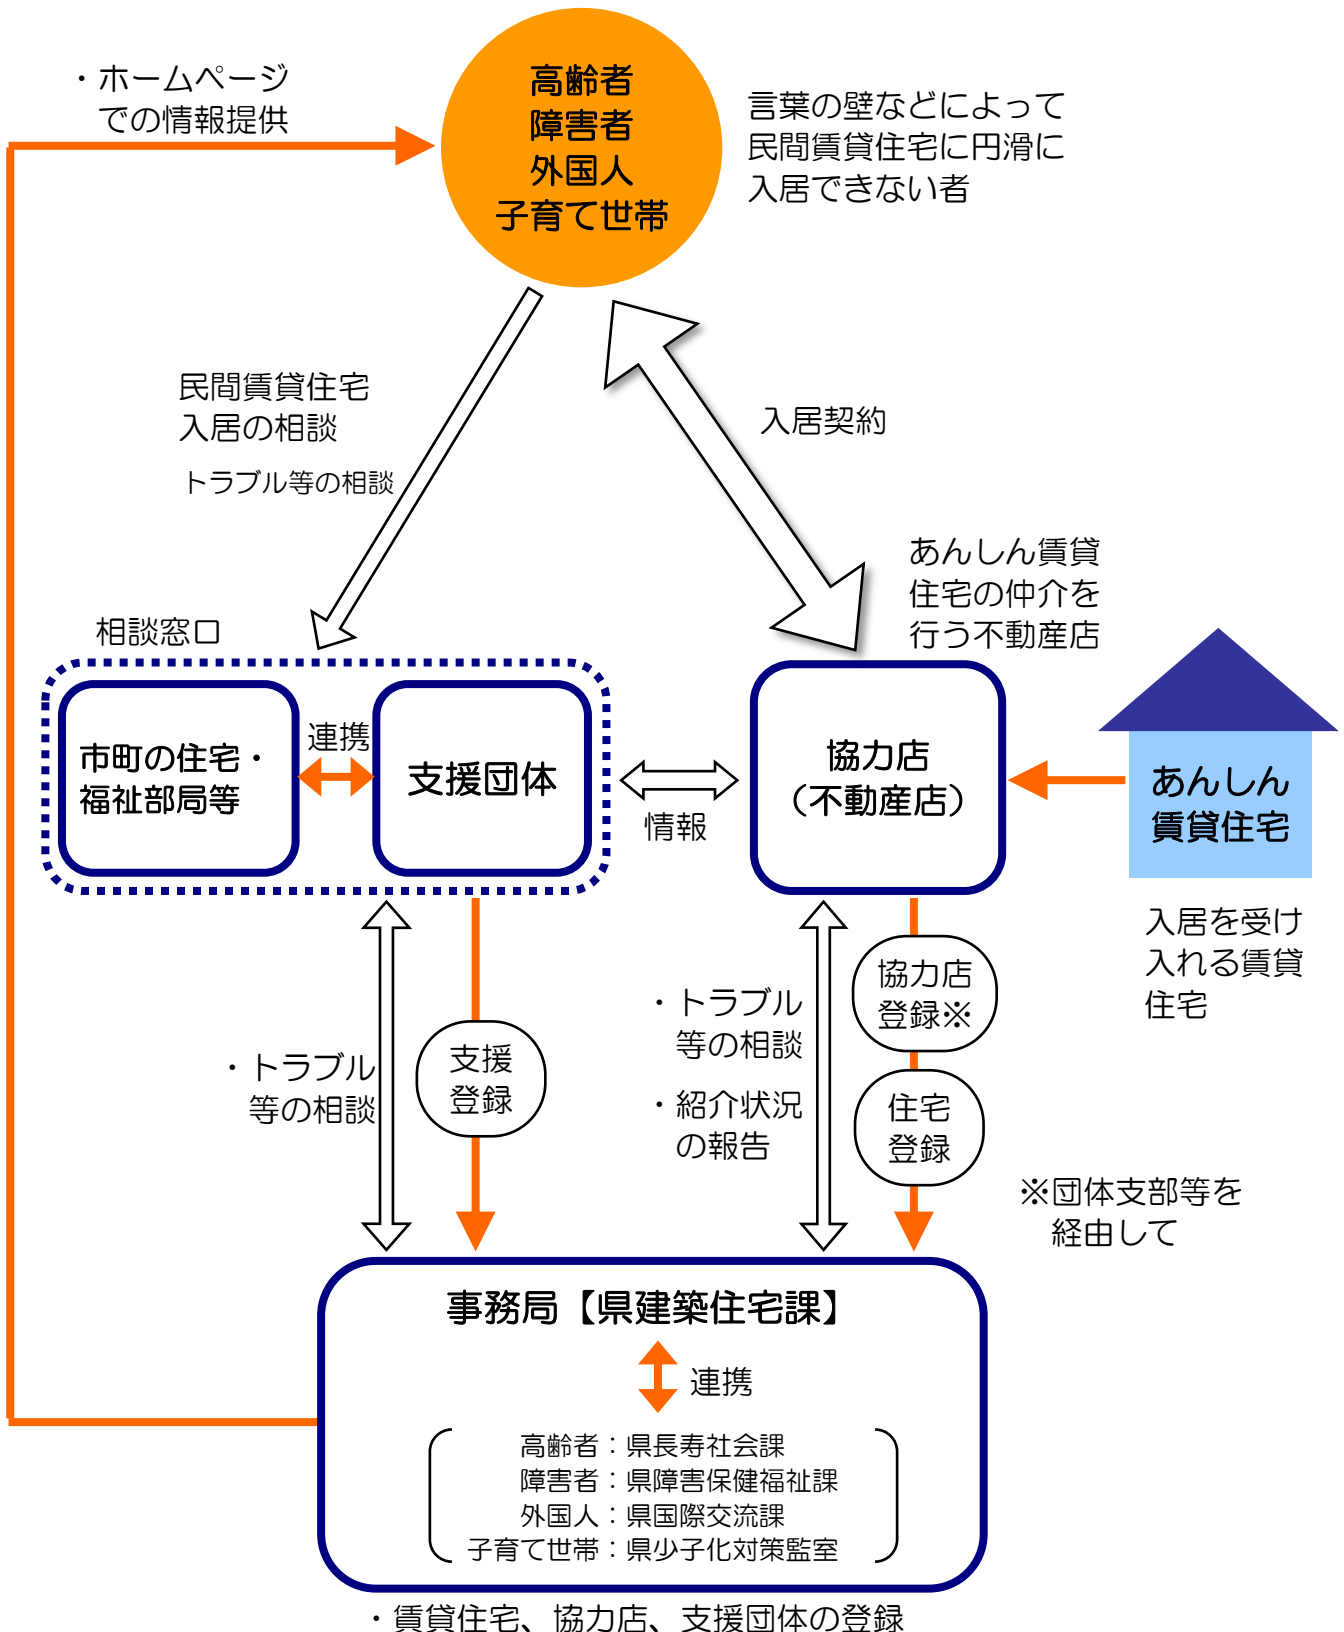 ・ホームページ
での情報提供
高齢者
障害者
外国人
子育て世帯
言葉の壁などによって
民間賃貸住宅に円滑に
入居できない者
民間賃貸住宅
入居の相談
トラブル等の相談
入居契約
あんしん賃貸
住宅の仲介を
行う不動産店
相談窓口
市町の住宅・
福祉部局等
連携
支援団体
情報
協力店
（不動産店）
あんしん
賃貸住宅
入居を受け
入れる賃貸
住宅
・トラブル
等の相談
支援
登録
・トラブル
等の相談
・紹介状況
の報告
協力店
登録※
住宅
登録
※団体支部等を
経由して
事務局【県建築住宅課】
連携
高齢者：県長寿社会課
障害者：県障害保健福祉課
外国人：県国際交流課
子育て世帯：県少子化対策監室
・賃貸住宅、協力店、支援団体の登録